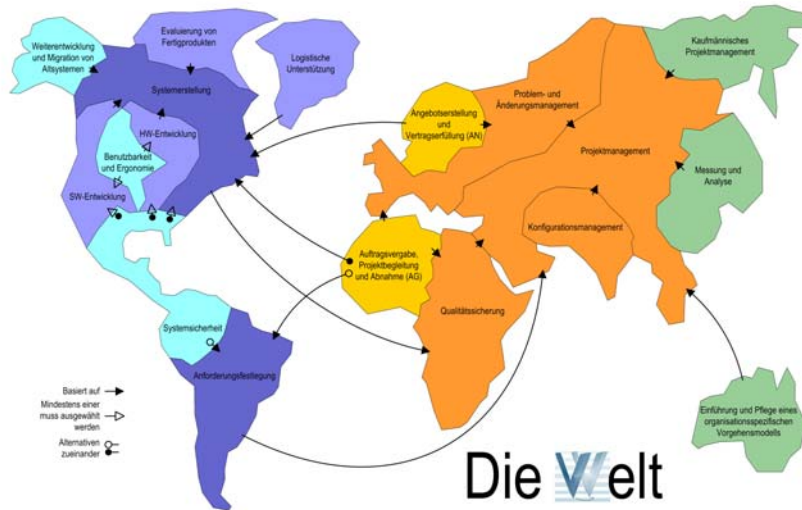 Weiterentwicklung
und Migration von
Altsystemen
Evaluierung von
Fertigprodukten
Logistische
Unterstützung
Kaufmännisches
Projektmanagement
Systemerstellung
Problem- und
Änderungsmanagement
Angebotserstellung
und
Vertragserfüllung (AN)
HW-Entwicklung
Projektmanagement
Benutzbarkeit
und Ergonomie
Messung und
Analyse
SW-Entwicklung
Konfigurationsmanagement
Auftragsvergabe,
Projektbegleitung
und Abnahme (AG)
Qualitätssicherung
Systemsicherheit
Anforderungsfestlegung
Basiert auf
Mindestens einer
muss ausgewählt
werden
Alternativen
zueinander
Einführung und Pflege eines
organisationsspezifischen
Vorgehensmodells
Die Welt